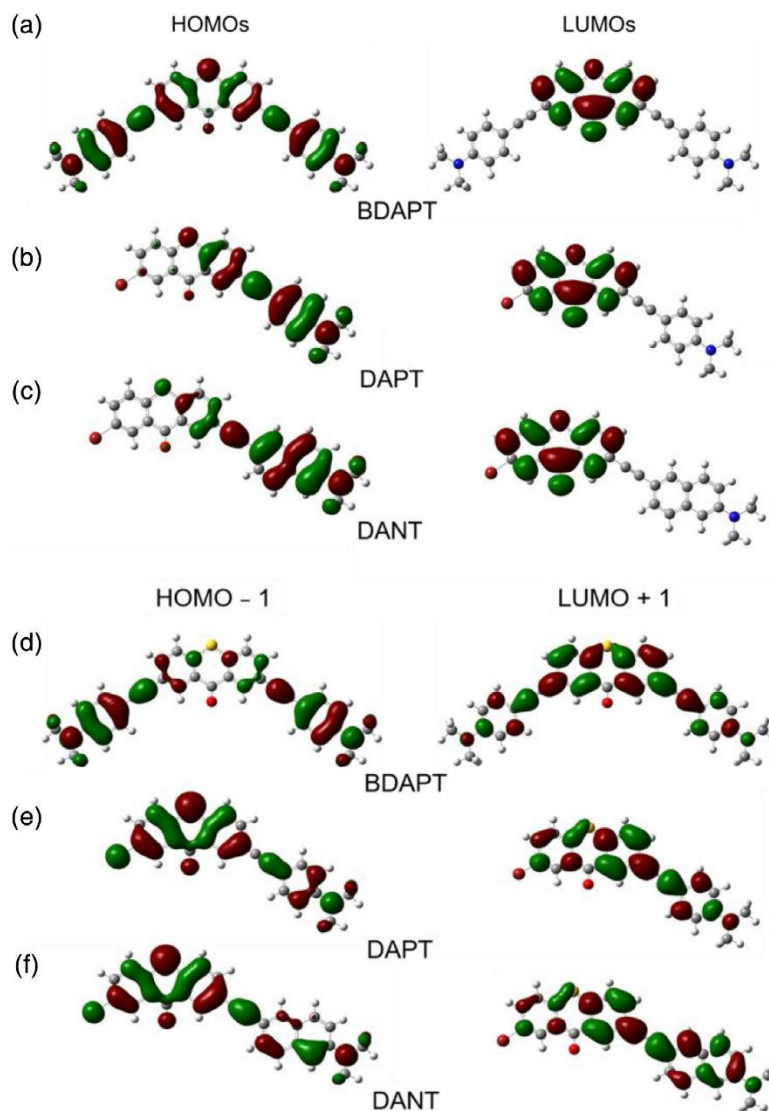 (a) HOMOs LUMOs
BDAPT
(b)
DAPT
(c)
DANT
HOMO – 1 LUMO + 1
(d)
BDAPT
(e)
DAPT
(f)
DANT